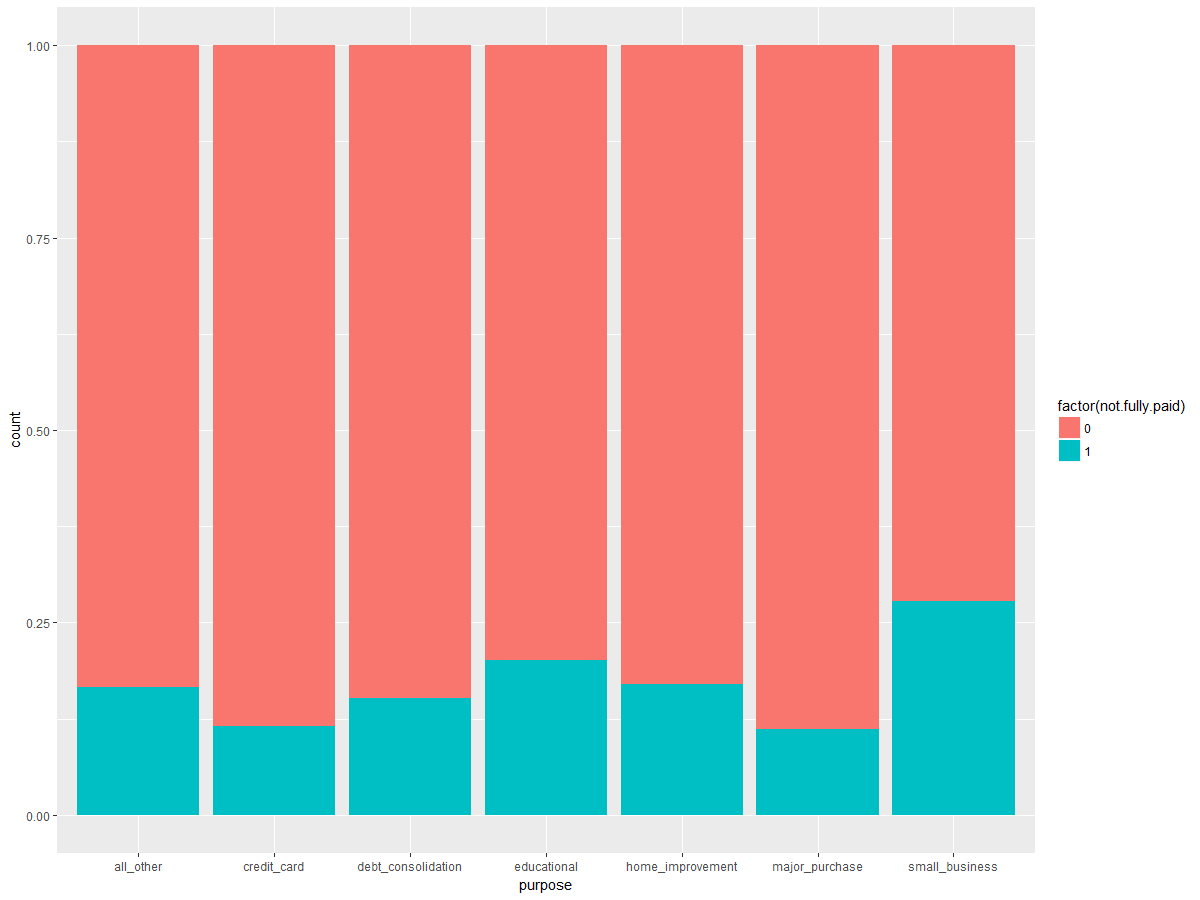 1.00
0.75
0.50
0.25
0.00
count
all_other credit_card debt_consolidation educational home_improvement major_purchase small_business
purpose
factor(not.fully.paid)
0
1